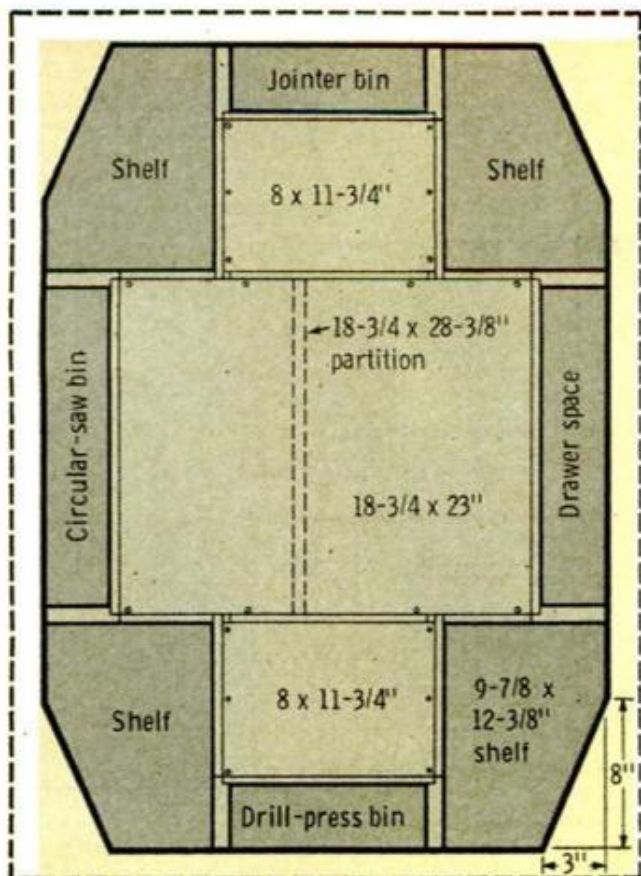 Jointer bin
Shelf
Shelf
8 x 11-3/4"
18-3/4 x 28-3/8"
partition
Circular-saw bin
Drawer space
18-3/4 x 23"
Shelf
8 x 11-3/4"
9-7/8 x
12-3/8"
shelf
8"
Drill-press bin
3"